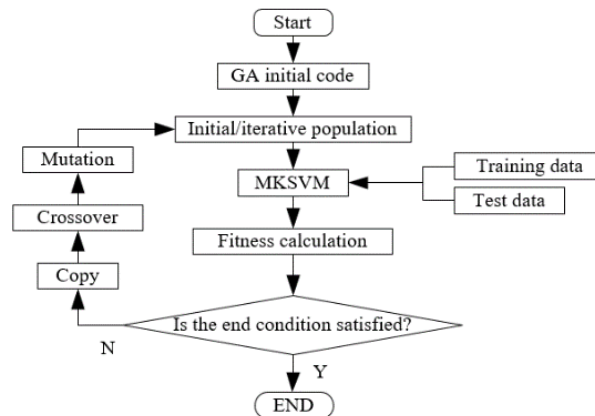 Start
GA initial code
Initial/iterative population
Mutation
MKSVM
Training data
Test data
Crossover
Fitness calculation
Copy
Is the end condition satisfied?
N
Y
END